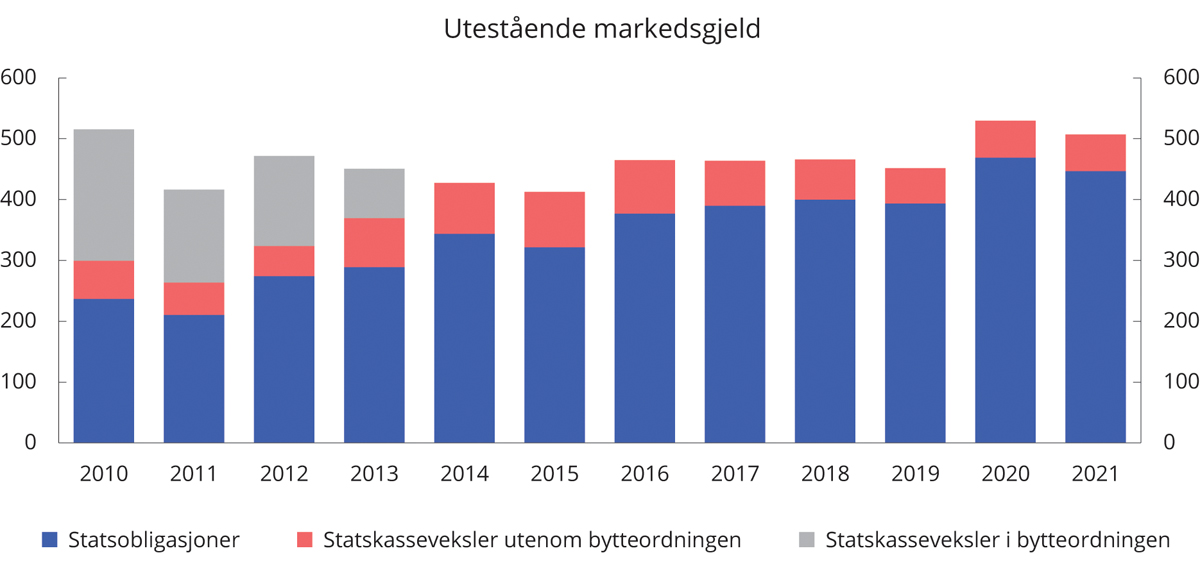 Utestående markedsgjeld
600 600
500 500
400 400
300 300
200 200
100 100
0 0
2010 2011 2012 2013 2014 2015 2016 2017 2018 2019 2020 2021
Statsobligasjoner Statskasseveksler utenom bytteordningen Statskasseveksler i bytteordningen